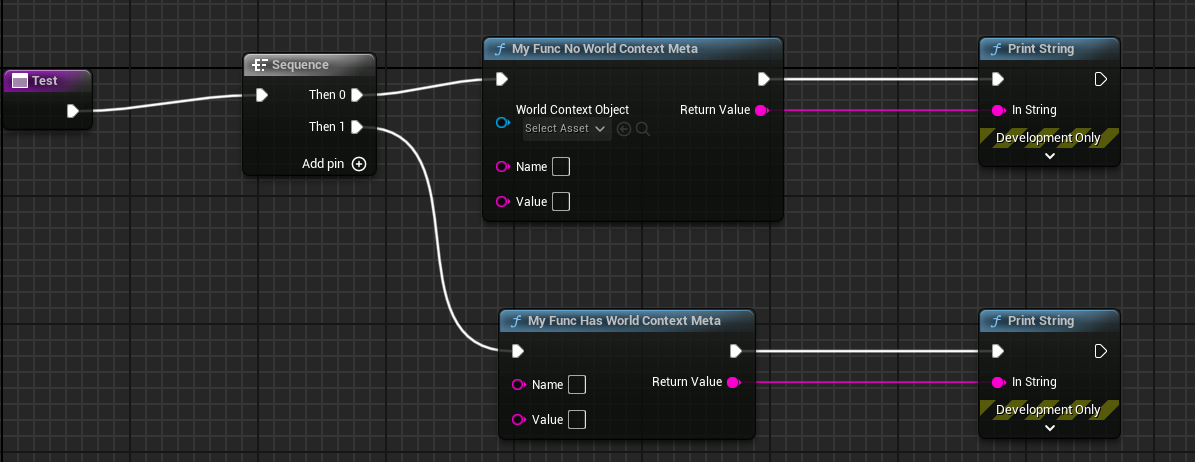 Test
Sequence
Then 0
Then 1
Add pin
My Func No World Context Meta
World Context Object
Select Asset
Return Value
Name
Value
Print String
In String
Development Only
My Func Has World Context Meta
Name
Return Value
Value
Print String
In String
Development Only